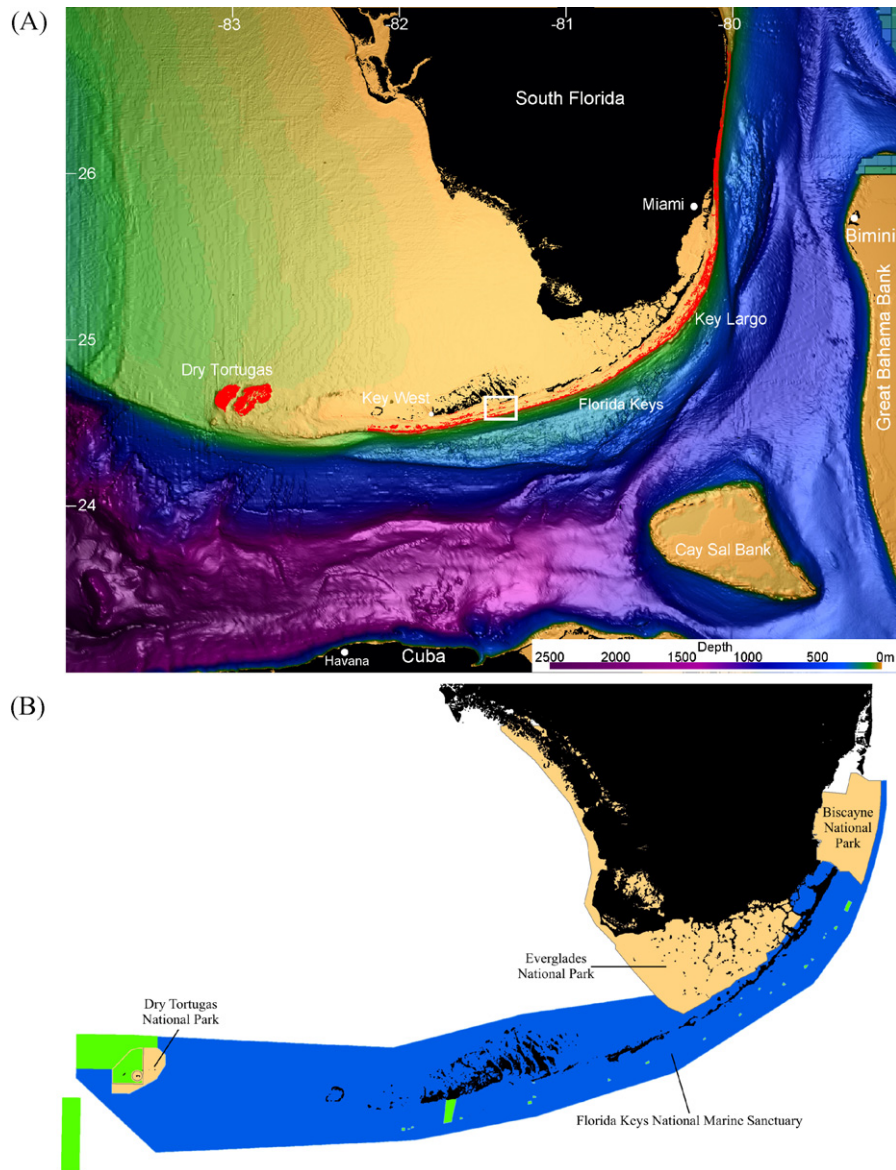 (A)
-83
-82
-81
-80
South Florida
26
Miami
Bimini
Great Bahama Bank
25
Key Largo
Dry Tortugas
Key West
Florida Keys
24
Cay Sal Bank
Havana
Cuba
Depth
2500
2000
1500
1000
500
0m
(B)
Biscayne
National
Park
Everglades
National Park
Dry Tortugas
National Park
Florida Keys National Marine Sanctuary